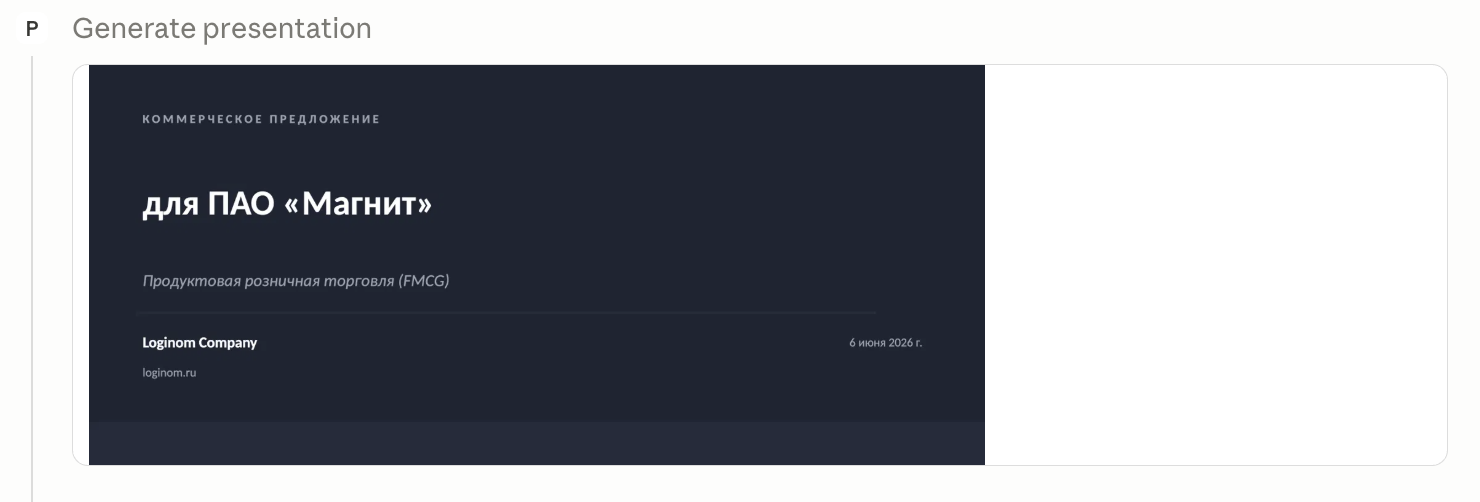 P
Generate presentation
КОММЕРЧЕСКОЕ ПРЕДЛОЖЕНИЕ
для ПАО «Магнит»
Продуктовая розничная торговля (FMCG)
Loginom Company
6 июня 2026 г.
loginom.ru